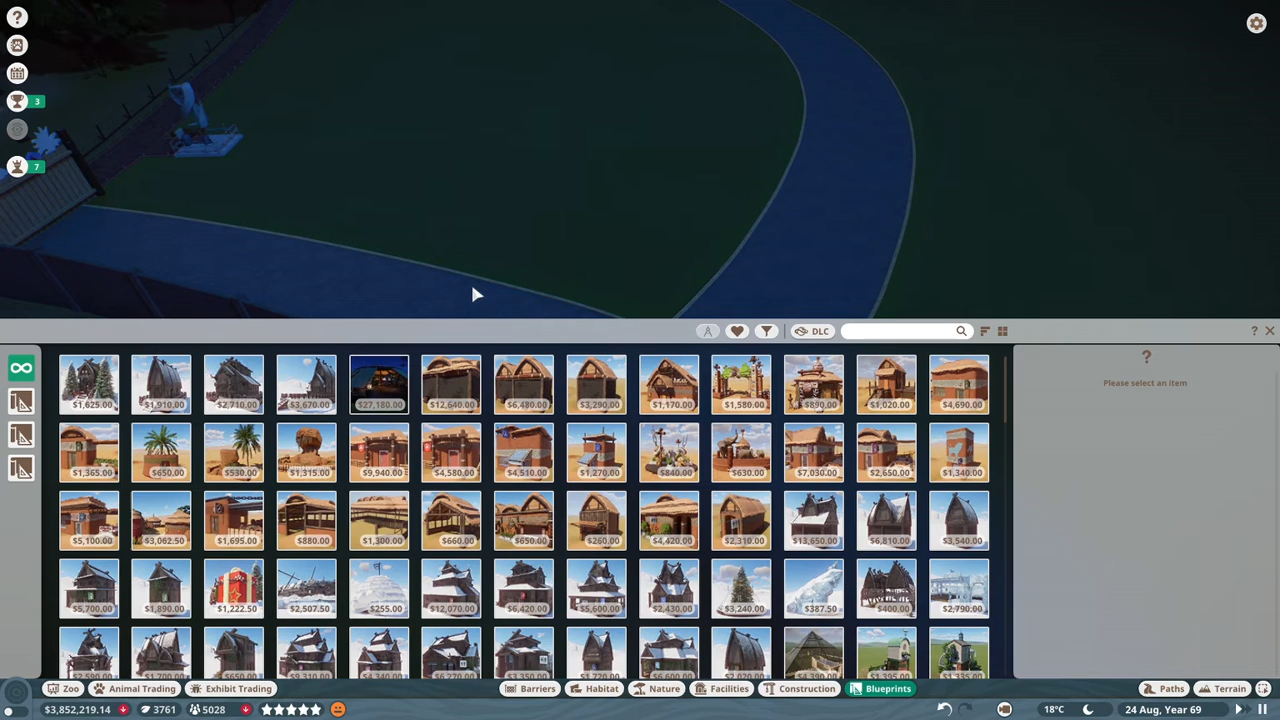 ?
3
7
DLC
? ×
$1,625.00 $1,910.00 $2,710.00 $3,670.00 $27,180.00 $12,640.00 $6,480.00 $3,290.00 $1,170.00 $1,580.00 $890.00 $1,020.00 $4,690.00
$1,365.00 $650.00 $530.00 $1,315.00 $9,940.00 $4,580.00 $4,510.00 $1,270.00 $840.00 $630.00 $7,030.00 $2,650.00 $1,340.00
$5,100.00 $3,062.50 $1,695.00 $880.00 $1,300.00 $660.00 $650.00 $260.00 $4,420.00 $2,310.00 $13,650.00 $6,810.00 $3,540.00
$5,700.00 $1,890.00 $1,222.50 $2,507.50 $255.00 $12,070.00 $6,420.00 $5,600.00 $2,430.00 $3,240.00 $387.50 $400.00 $2,790.00
?
Please select an item
Zoo Animal Trading Exhibit Trading Barriers Habitat Nature Facilities Construction Blueprints Paths Terrain
$3,852,219.14 3761 5028 18°C 24 Aug, Year 69